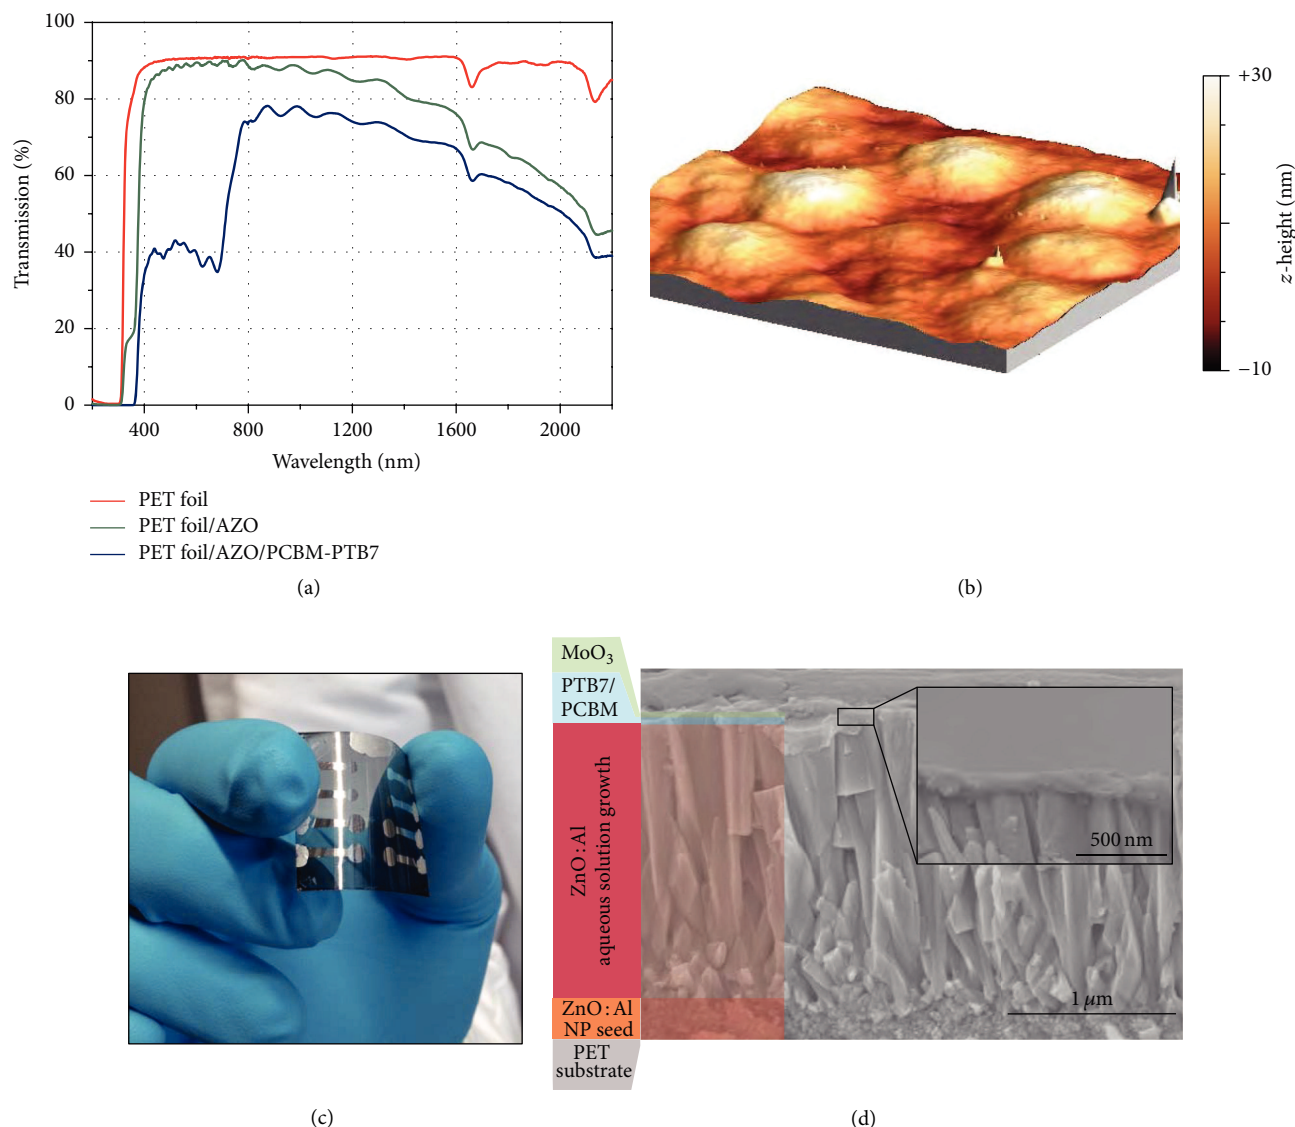 100
80
60
40
20
0
Transmission (%)
400
800
1200
1600
2000
Wavelength (nm)
PET foil
PET foil/AZO
PET foil/AZO/PCBM-PTB7
(a)
+30
−10
z-height (nm)
(b)
(c)
MoO₃
PTB7/
PCBM
ZnO : Al
aqueous solution growth
ZnO : Al
NP seed
PET
substrate
500 nm
1 μm
(d)